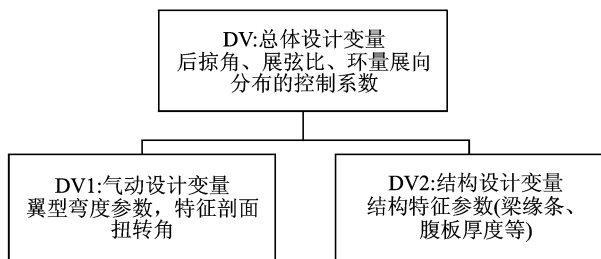 DV:总体设计变量
后掠角、展弦比、环量展向
分布的控制系数
DV1:气动设计变量
翼型弯度参数，特征剖面
扭转角
DV2:结构设计变量
结构特征参数(梁缘条、
腹板厚度等)